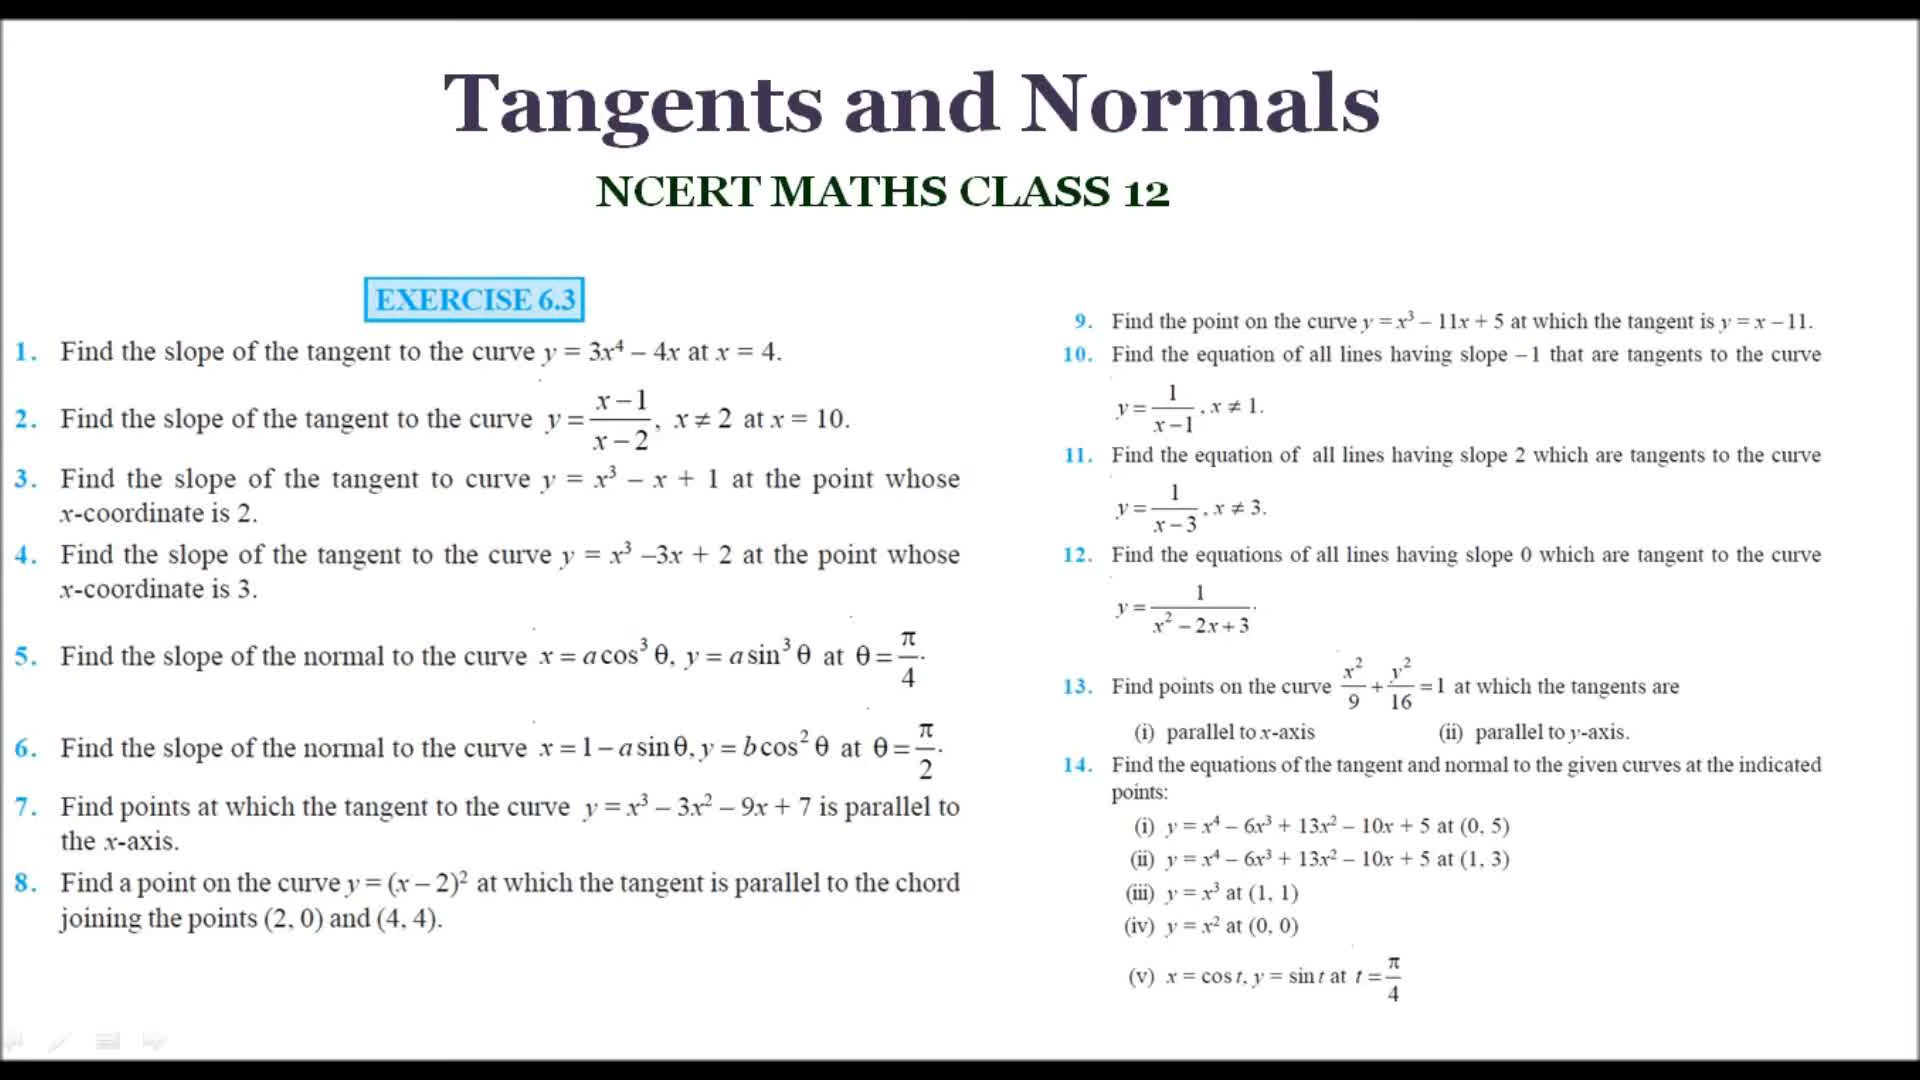 Tangents and Normals
NCERT MATHS CLASS 12
EXERCISE 6.3
1. Find the slope of the tangent to the curve y = 3x⁴ – 4x at x = 4.
2. Find the slope of the tangent to the curve y = (x – 1)/(x – 2), x ≠ 2 at x = 10.
3. Find the slope of the tangent to curve y = x³ – x + 1 at the point whose
x-coordinate is 2.
4. Find the slope of the tangent to the curve y = x³ –3x + 2 at the point whose
x-coordinate is 3.
5. Find the slope of the normal to the curve x = a cos³ θ, y = a sin³ θ at θ = π/4.
6. Find the slope of the normal to the curve x = 1 – a sin θ, y = b cos² θ at θ = π/2.
7. Find points at which the tangent to the curve y = x³ – 3x² – 9x + 7 is parallel to
the x-axis.
8. Find a point on the curve y = (x – 2)² at which the tangent is parallel to the chord
joining the points (2, 0) and (4, 4).
9. Find the point on the curve y = x³ – 11x + 5 at which the tangent is y = x – 11.
10. Find the equation of all lines having slope – 1 that are tangents to the curve
y = 1/(x – 1), x ≠ 1.
11. Find the equation of all lines having slope 2 which are tangents to the curve
y = 1/(x – 3), x ≠ 3.
12. Find the equations of all lines having slope 0 which are tangent to the curve
y = 1/(x² – 2x + 3).
13. Find points on the curve x²/9 + y²/16 = 1 at which the tangents are
(i) parallel to x-axis (ii) parallel to y-axis.
14. Find the equations of the tangent and normal to the given curves at the indicated
points:
(i) y = x⁴ – 6x³ + 13x² – 10x + 5 at (0, 5)
(ii) y = x⁴ – 6x³ + 13x² – 10x + 5 at (1, 3)
(iii) y = x³ at (1, 1)
(iv) y = x² at (0, 0)
(v) x = cos t, y = sin t at t = π/4